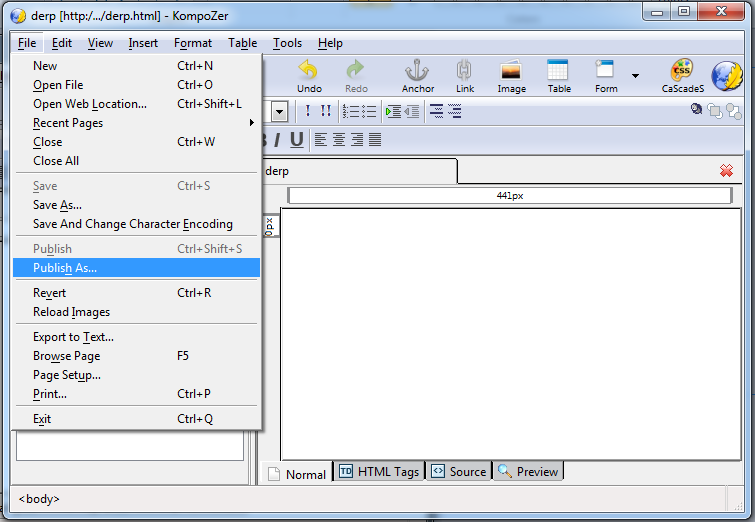 derp [http:/.../derp.html] - KompoZer
File Edit View Insert Format Table Tools Help
New Ctrl+N
Open File Ctrl+O
Open Web Location... Ctrl+Shift+L
Recent Pages
Close Ctrl+W
Close All
Save Ctrl+S
Save As...
Save And Change Character Encoding
Publish Ctrl+Shift+S
Publish As...
Revert Ctrl+R
Reload Images
Export to Text...
Browse Page F5
Page Setup...
Print... Ctrl+P
Exit Ctrl+Q
Undo Redo Anchor Link Image Table Form CSS CaScadeS
! !!
I U
derp
441px
0px
Normal TD HTML Tags <> Source Preview
<body>